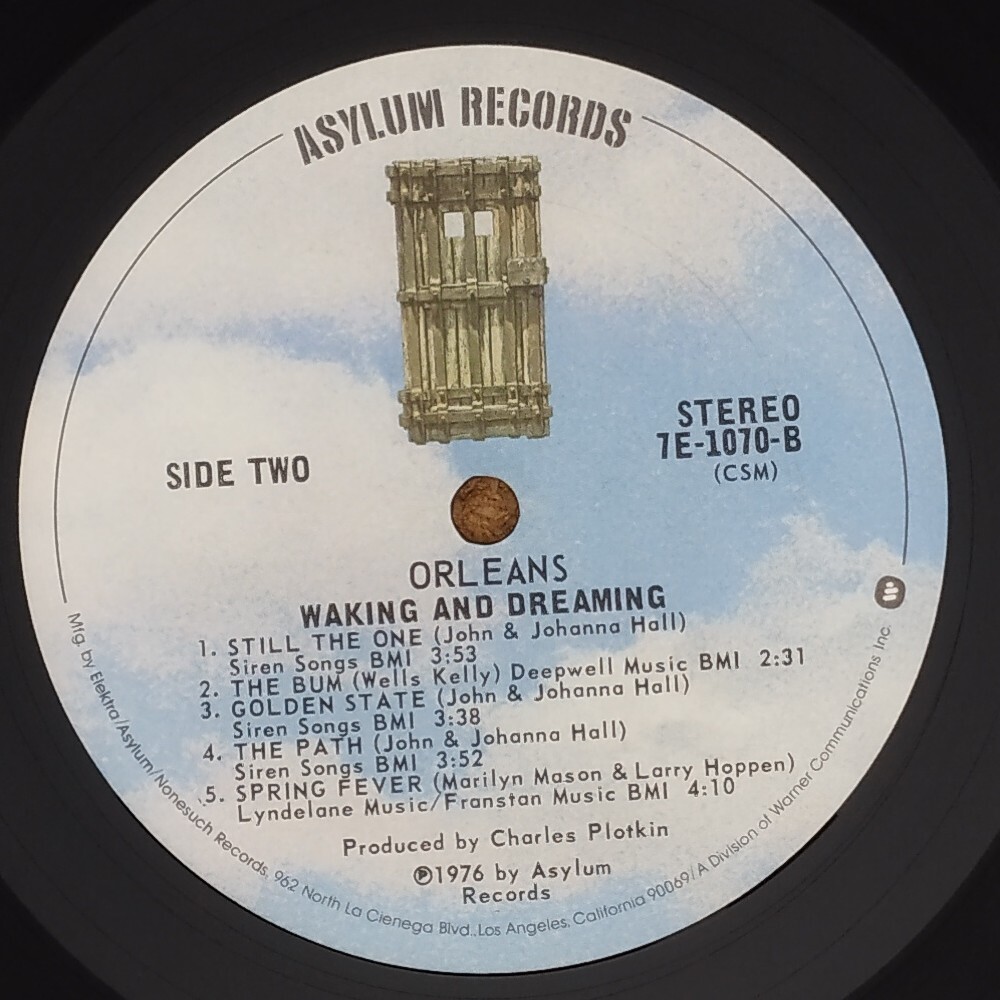 ASYLUM RECORDS
STEREO
7E-1070-B
(CSM)
SIDE TWO
ORLEANS
WAKING AND DREAMING
1. STILL THE ONE (John & Johanna Hall)
Siren Songs BMI 3:53
2. THE BUM (Wells Kelly) Deepwell Music BMI 2:31
3. GOLDEN STATE (John & Johanna Hall)
Siren Songs BMI 3:38
4. THE PATH (John & Johanna Hall)
Siren Songs BMI 3:52
5. SPRING FEVER (Marilyn Mason & Larry Hoppen)
Lyndelane Music/Franstan Music BMI 4:10
Produced by Charles Plotkin
℗1976 by Asylum
Records
Mfg. by Elektra/Asylum/Nonesuch Records, 962 North La Cienega Blvd., Los Angeles, California 90069/A Division of Warner Communications Inc.